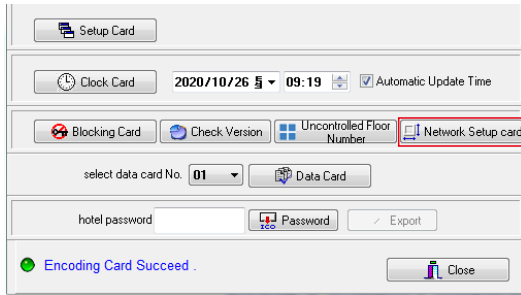 Setup Card
Clock Card 2020/10/26 09:19 Automatic Update Time
Blocking Card Check Version Uncontrolled Floor Number Network Setup card
select data card No. 01 Data Card
hotel password ICO Password Export
Encoding Card Succeed . Close